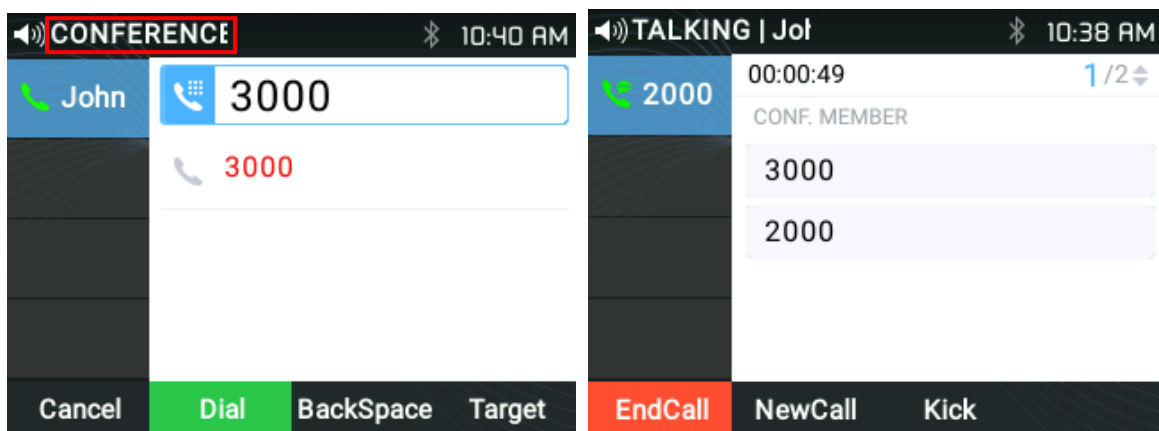 CONFERENCE 10:40 AM
John
3000
3000
Cancel Dial BackSpace Target
TALKING | Joh 10:38 AM
2000
00:00:49 1/2
CONF. MEMBER
3000
2000
EndCall NewCall Kick